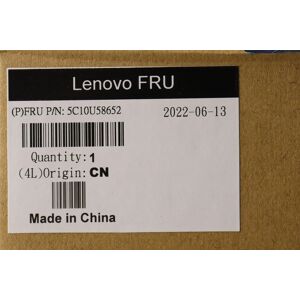 Lenovo FRU
(P)FRU P/N: 5C10U58652 2022-06-13
Quantity: 1
(4L)Origin: CN
Made in China